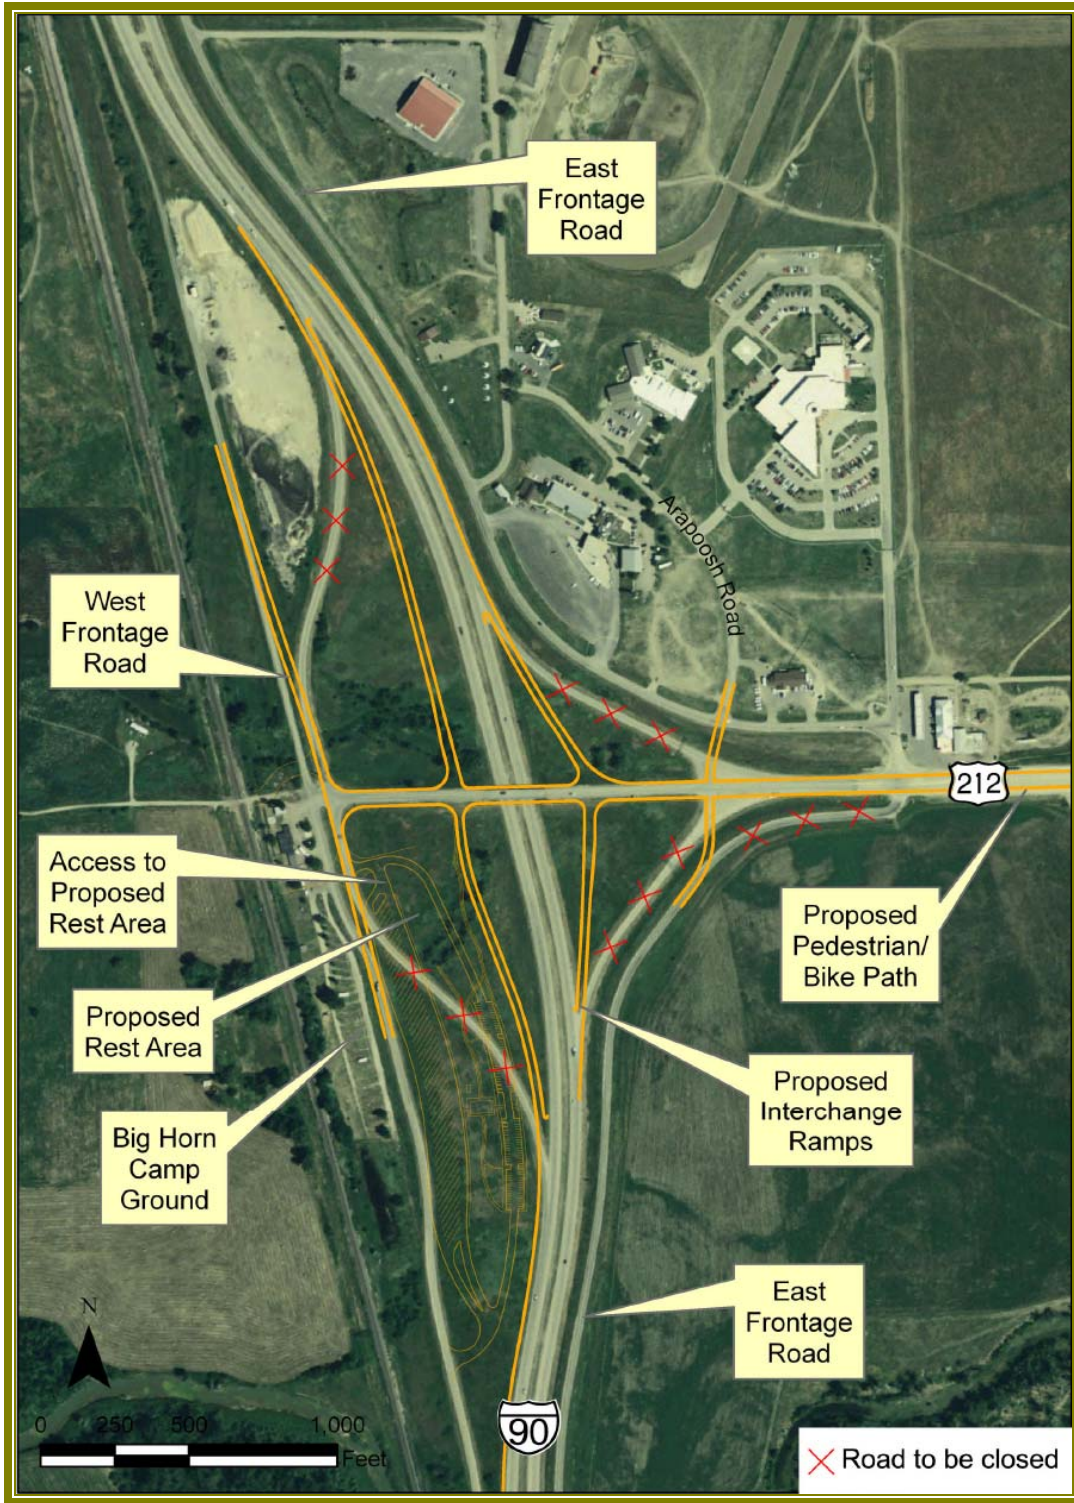 East
Frontage
Road
Arapoosh Road
West
Frontage
Road
212
Access to
Proposed
Rest Area
Proposed
Pedestrian/
Bike Path
Proposed
Rest Area
Proposed
Interchange
Ramps
Big Horn
Camp
Ground
East
Frontage
Road
N
0 250 500 1,000
Feet
90
Road to be closed